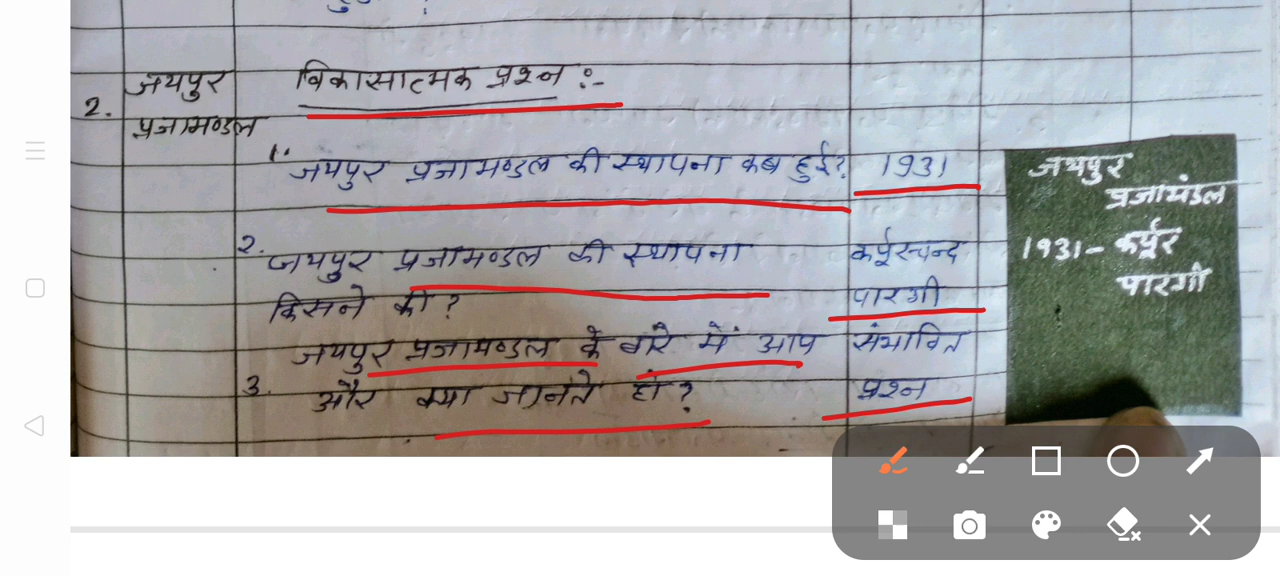 जयपुर विकासात्मक प्रश्न :-
2. प्रजामण्डल
1. जयपुर प्रजामण्डल की स्थापना कब हुई? 1931
2. जयपुर प्रजामण्डल की स्थापना कर्पूरचन्द
किसने की? पारगी
जयपुर प्रजामण्डल के बारे में आप संभावित
3. और क्या जानते हो? प्रश्न
जयपुर
प्रजामंडल
1931- कर्पूर
पारगी